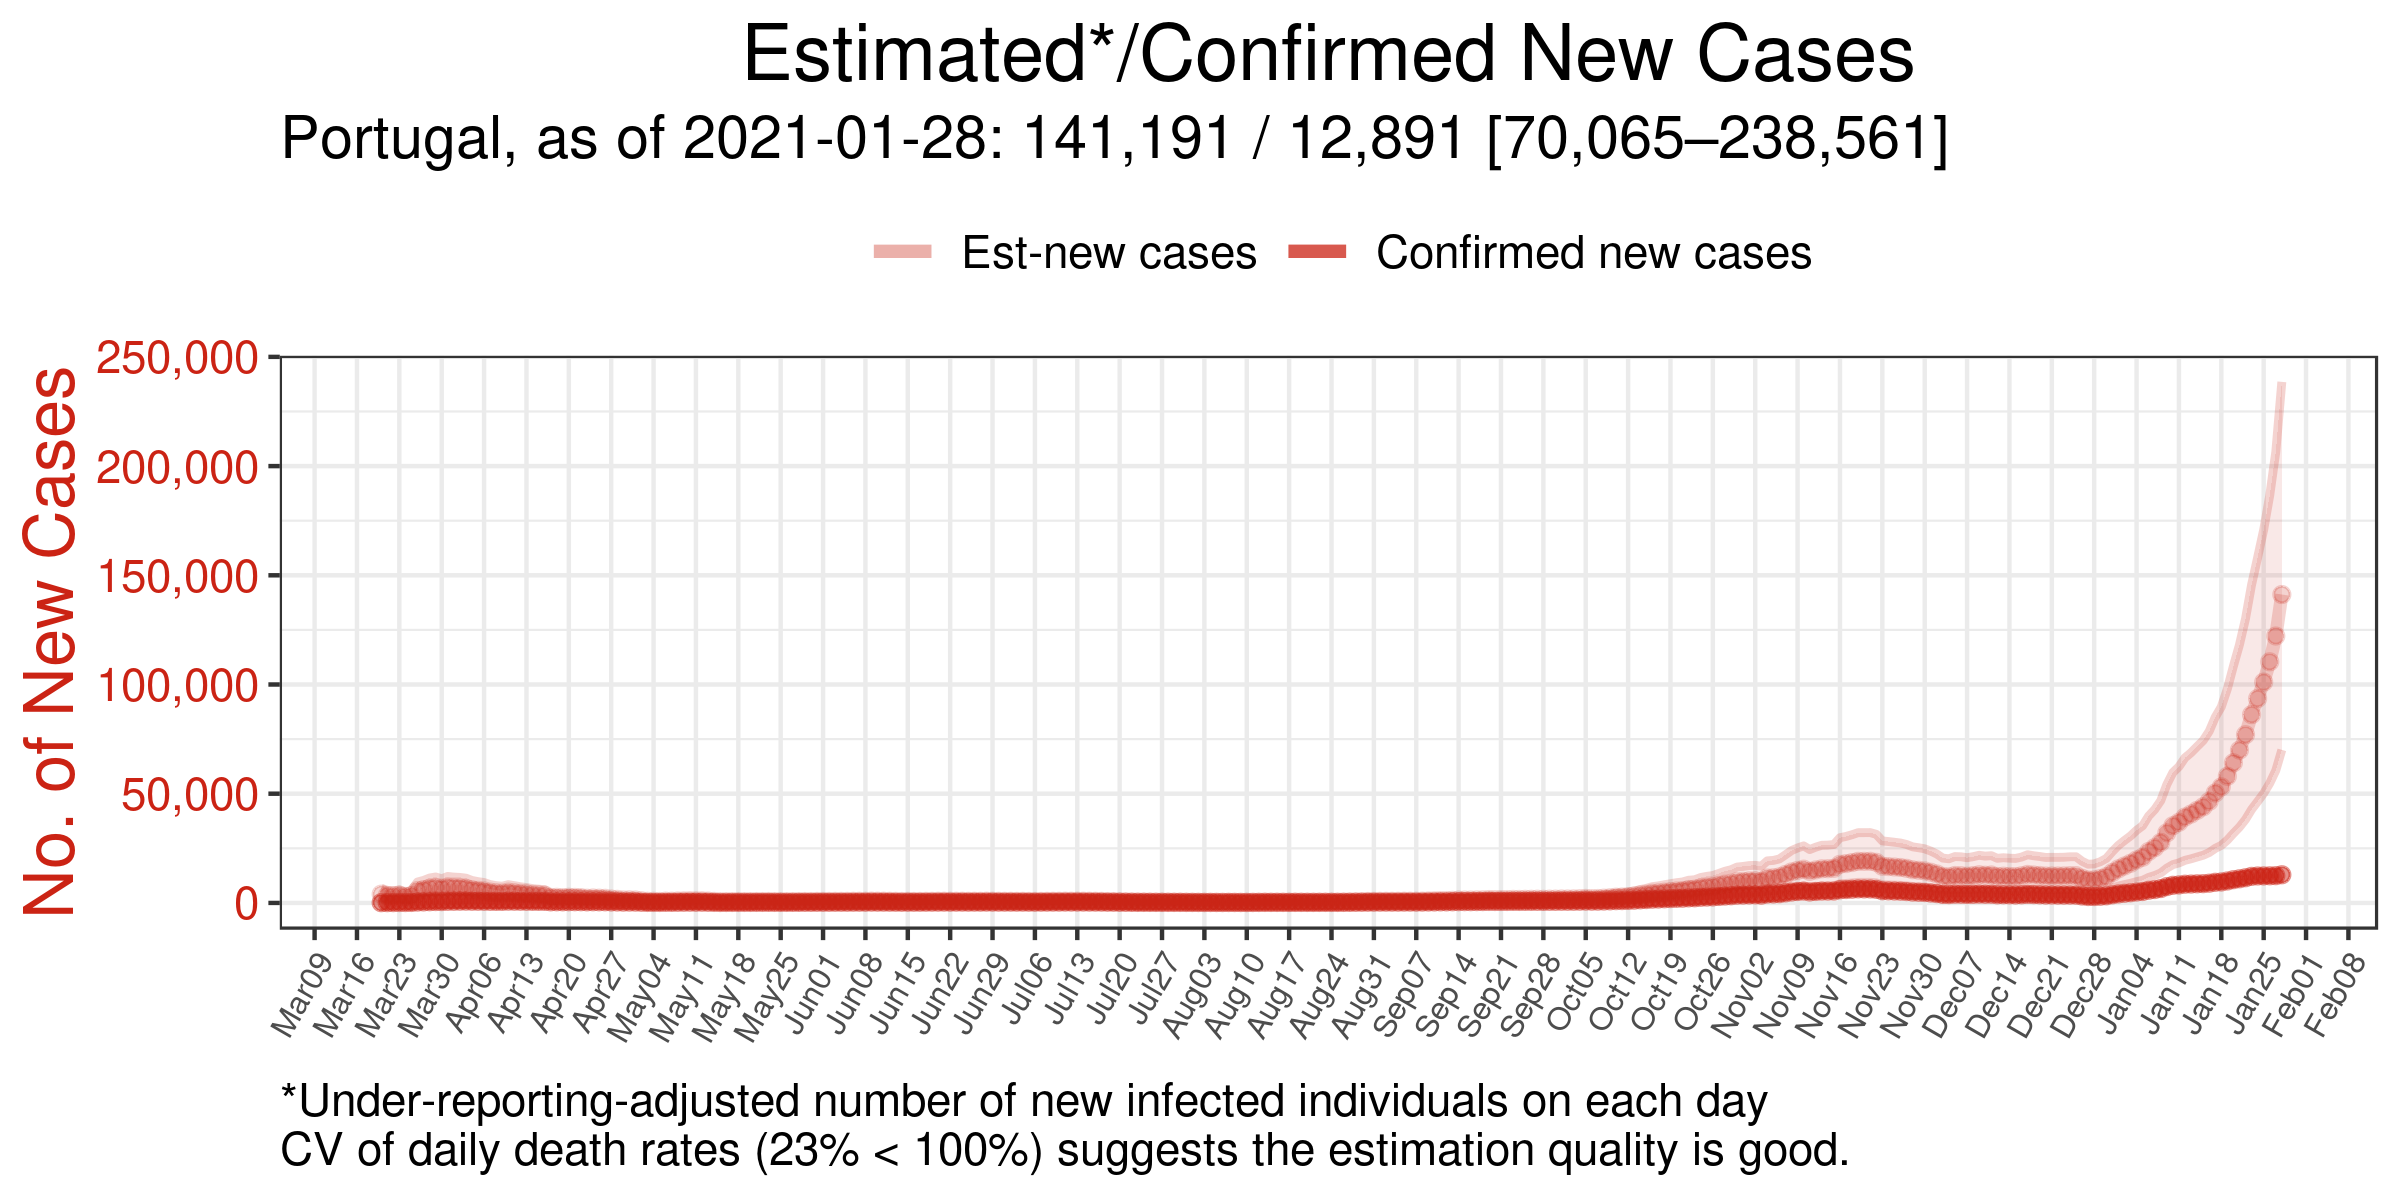 Estimated*/Confirmed New Cases
Portugal, as of 2021-01-28: 141,191 / 12,891 [70,065–238,561]
Est-new cases
Confirmed new cases
No. of New Cases
250,000
200,000
150,000
100,000
50,000
0
Mar09
Mar16
Mar23
Mar30
Apr06
Apr13
Apr20
Apr27
May04
May11
May18
May25
Jun01
Jun08
Jun15
Jun22
Jun29
Jul06
Jul13
Jul20
Jul27
Aug03
Aug10
Aug17
Aug24
Aug31
Sep07
Sep14
Sep21
Sep28
Oct05
Oct12
Oct19
Oct26
Nov02
Nov09
Nov16
Nov23
Nov30
Dec07
Dec14
Dec21
Dec28
Jan04
Jan11
Jan18
Jan25
Feb01
Feb08
*Under-reporting-adjusted number of new infected individuals on each day
CV of daily death rates (23% < 100%) suggests the estimation quality is good.